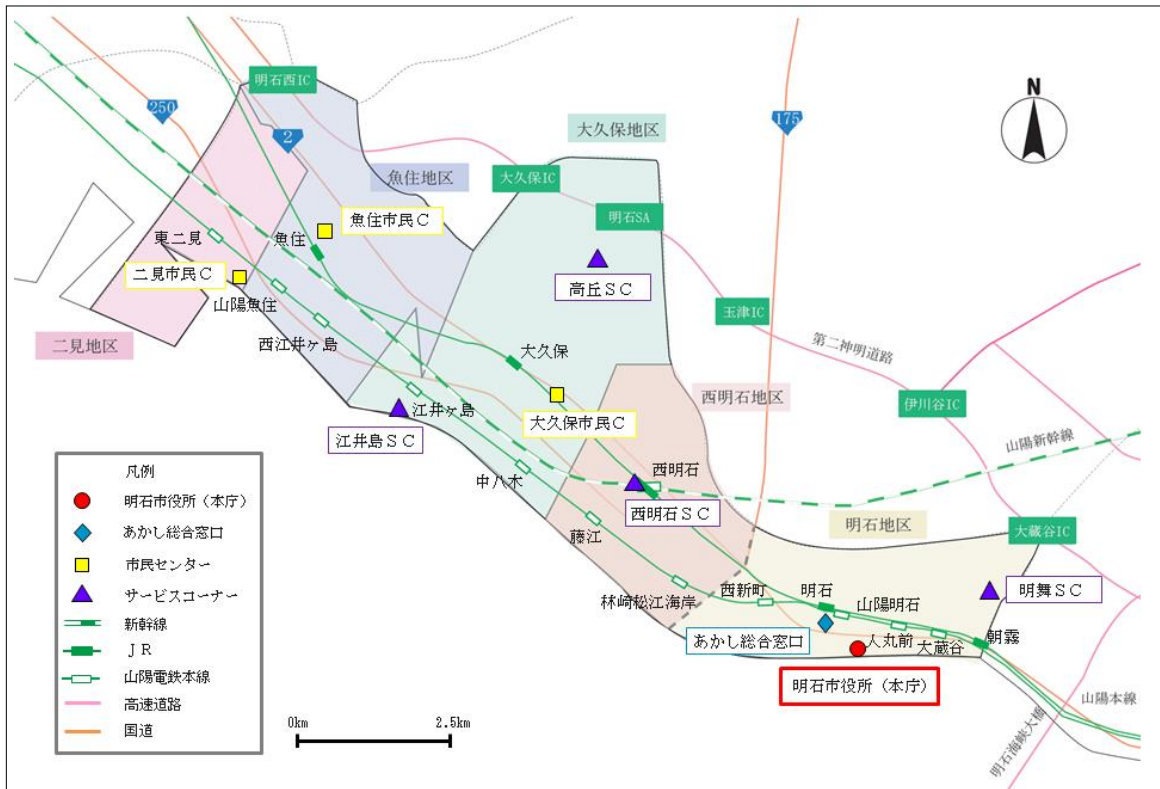 明石西IC
250
2
175
N
大久保地区
魚住地区
大久保IC
明石SA
魚住市民Ｃ
東二見
魚住
二見市民Ｃ
高丘ＳＣ
山陽魚住
玉津IC
二見地区
西江井ヶ島
大久保
第二神明道路
西明石地区
伊川谷IC
江井ヶ島
大久保市民Ｃ
江井島ＳＣ
山陽新幹線
西明石
中八木
西明石ＳＣ
明石地区
大蔵谷IC
藤江
林崎松江海岸
西新町
明石
山陽明石
明舞ＳＣ
あかし総合窓口
人丸前
大蔵谷
朝霧
明石市役所（本庁）
山陽本線
明石海峡大橋
凡例
明石市役所（本庁）
あかし総合窓口
市民センター
サービスコーナー
新幹線
ＪＲ
山陽電鉄本線
高速道路
国道
0km
2.5km